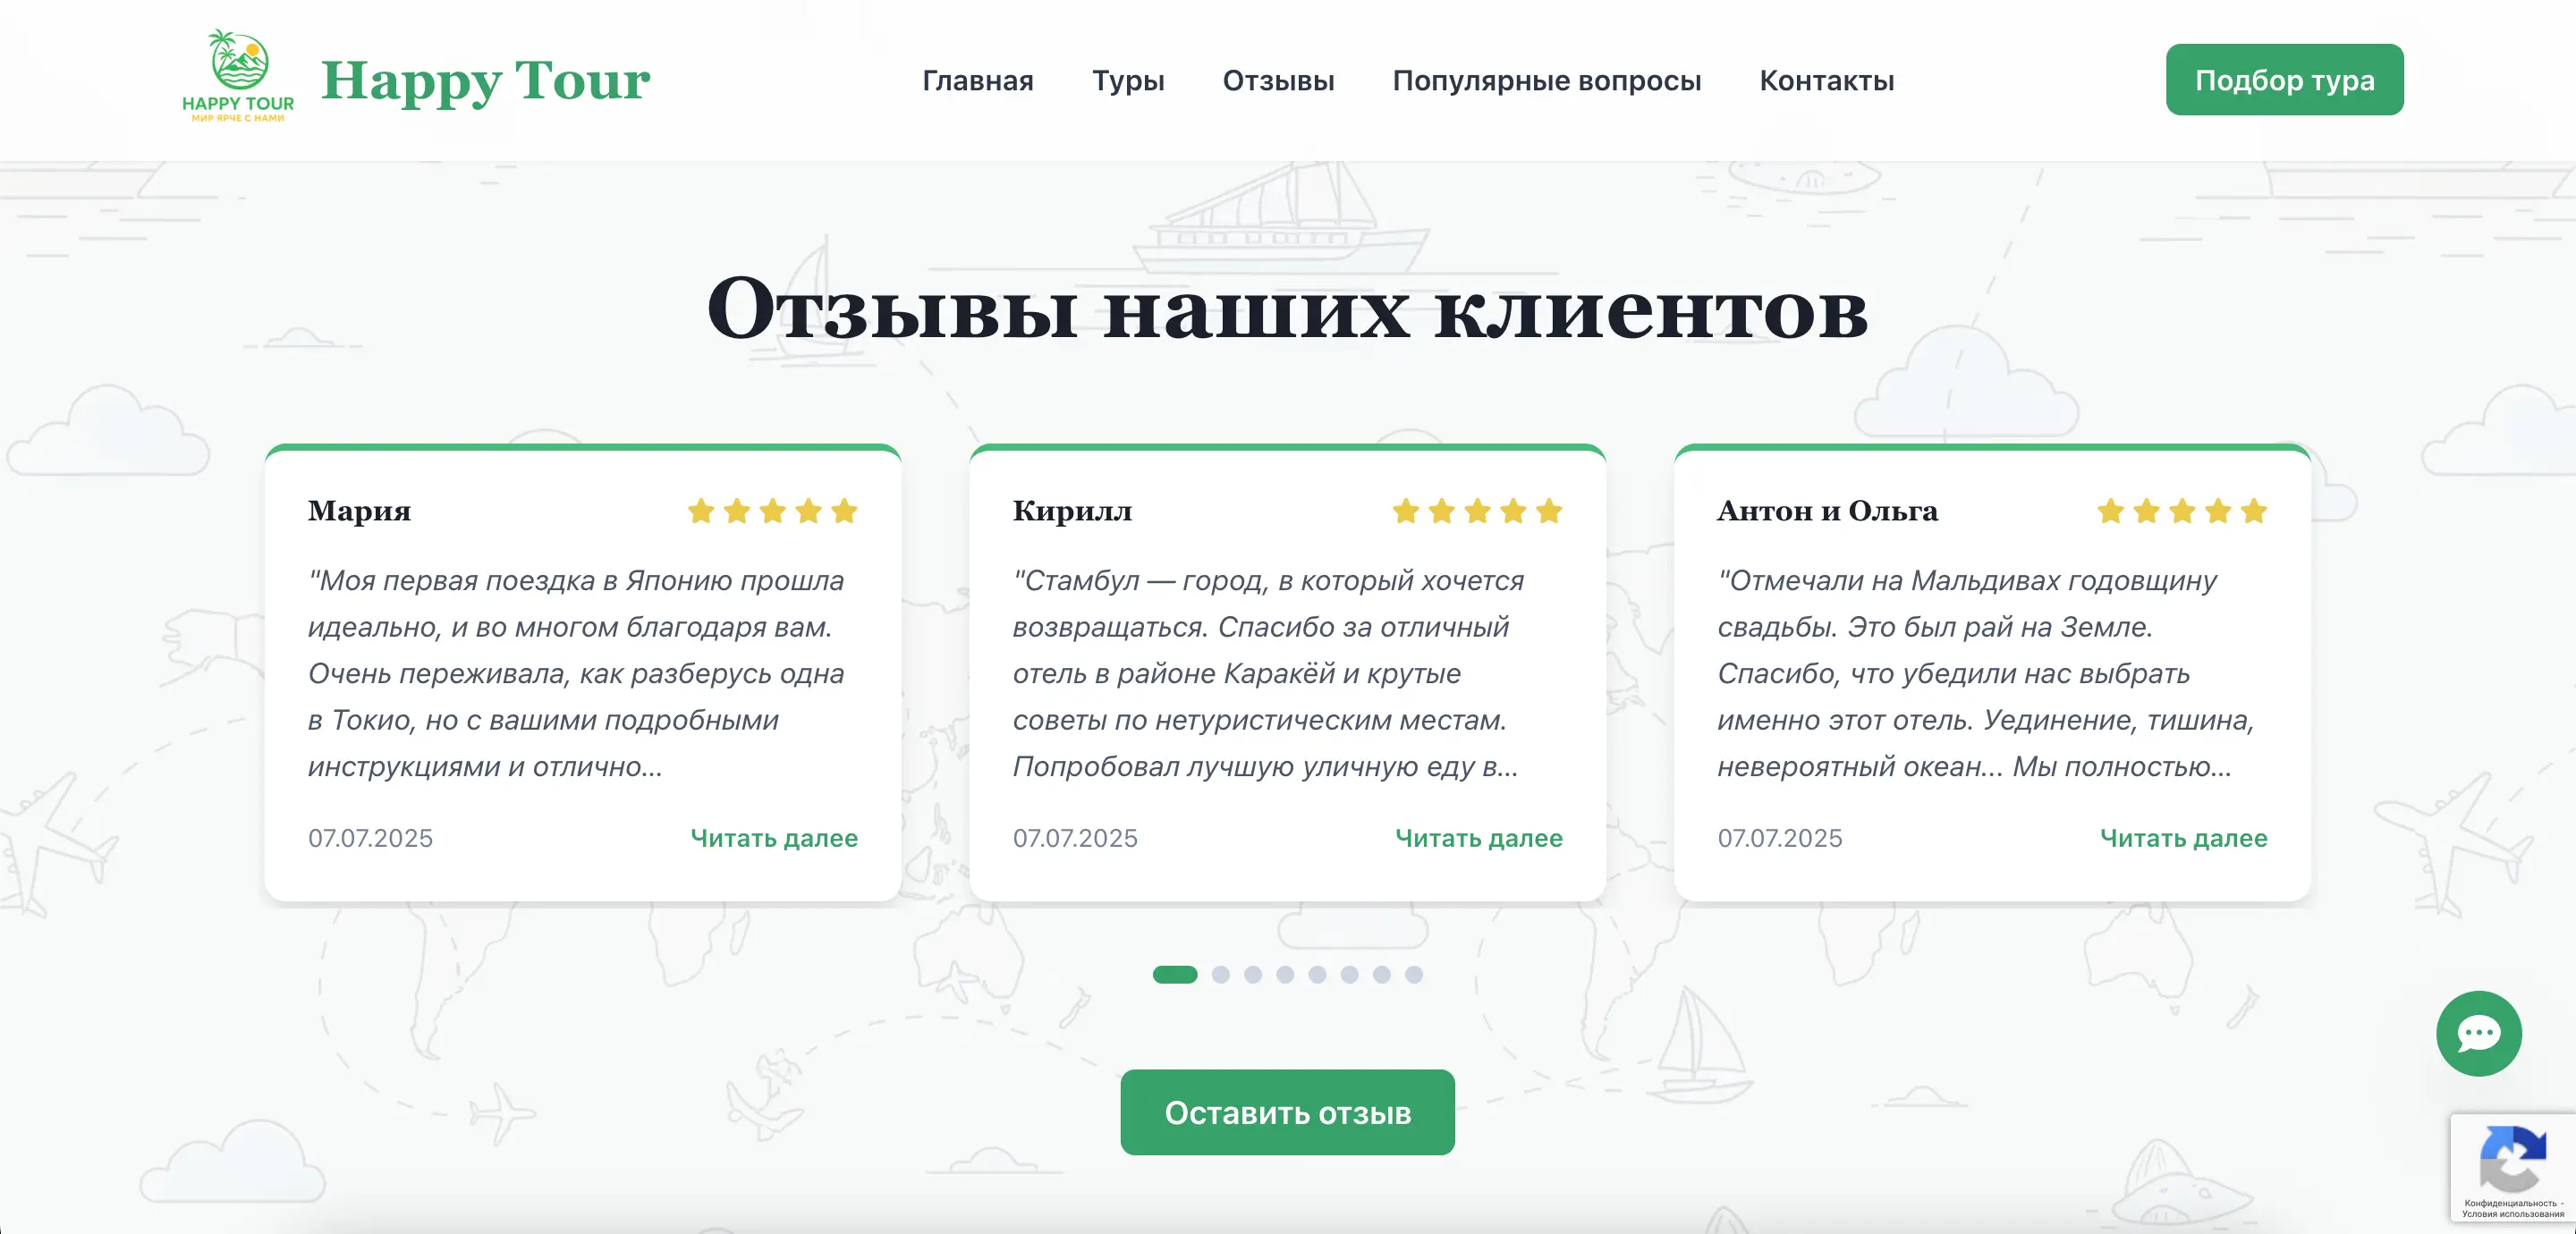 HAPPY TOUR
МИР ЯРЧЕ С НАМИ
Happy Tour
Главная
Туры
Отзывы
Популярные вопросы
Контакты
Подбор тура
Отзывы наших клиентов
Мария
"Моя первая поездка в Японию прошла
идеально, и во многом благодаря вам.
Очень переживала, как разберусь одна
в Токио, но с вашими подробными
инструкциями и отлично...
07.07.2025
Читать далее
Кирилл
"Стамбул — город, в который хочется
возвращаться. Спасибо за отличный
отель в районе Каракёй и крутые
советы по нетуристическим местам.
Попробовал лучшую уличную еду в...
07.07.2025
Читать далее
Антон и Ольга
"Отмечали на Мальдивах годовщину
свадьбы. Это был рай на Земле.
Спасибо, что убедили нас выбрать
именно этот отель. Уединение, тишина,
невероятный океан... Мы полностью...
07.07.2025
Читать далее
Оставить отзыв
Конфиденциальность -
Условия использования